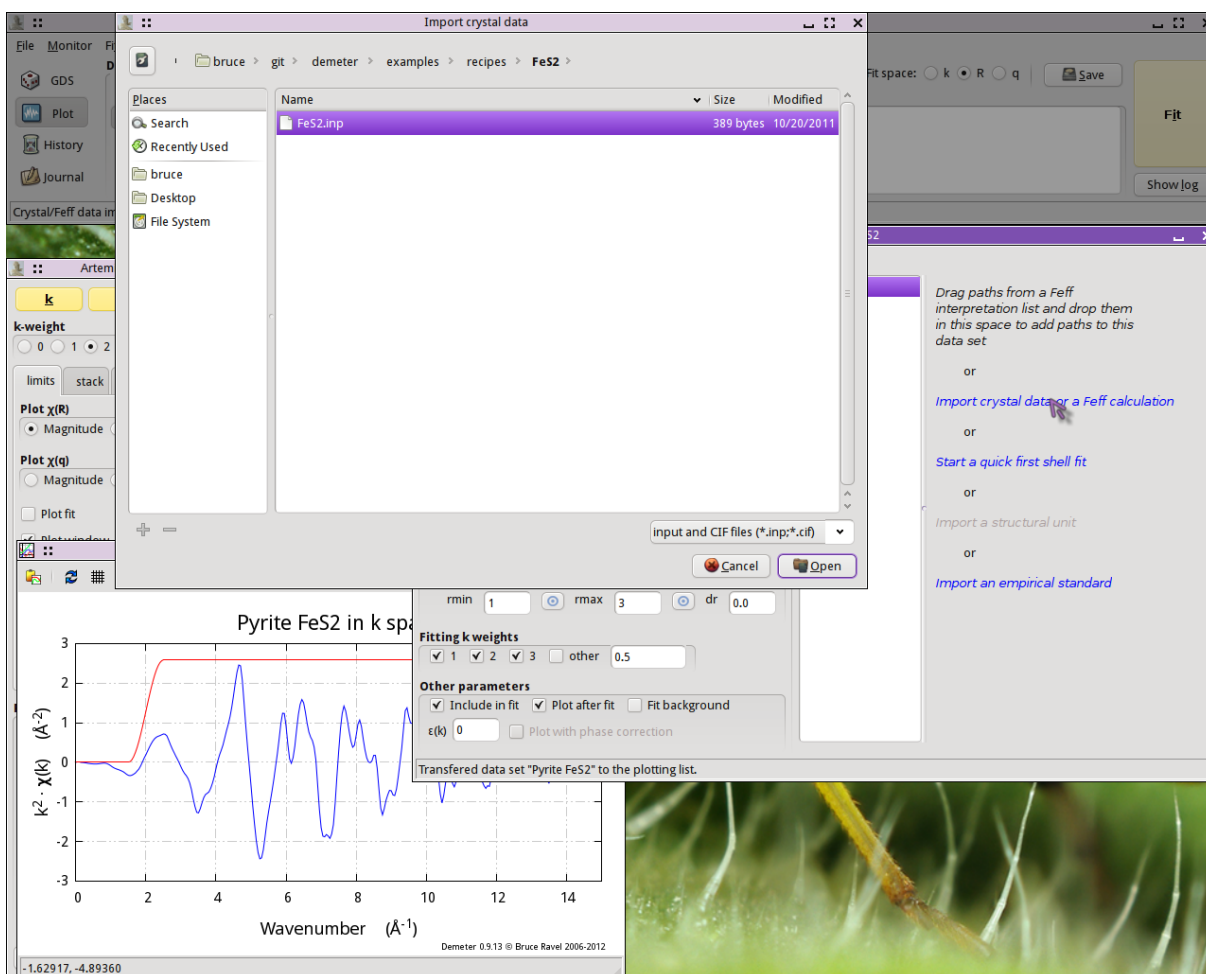 Import crystal data
File Monitor
GDS
Plot
History
Journal
Fit space: k R q Save
Fit
Show log
bruce > git > demeter > examples > recipes > FeS2 >
Places
Search
Recently Used
bruce
Desktop
File System
Name Size Modified
FeS2.inp 389 bytes 10/20/2011
input and CIF files (*.inp;*.cif)
Cancel Open
Artem
k
k-weight
0 1 2
limits stack
Plot χ(R)
Magnitude
Plot χ(q)
Magnitude
Plot fit
Plot window
Drag paths from a Feff
interpretation list and drop them
in this space to add paths to this
data set
or
Import crystal data or a Feff calculation
or
Start a quick first shell fit
or
Import a structural unit
or
Import an empirical standard
rmin 1 rmax 3 dr 0.0
Fitting k weights
1 2 3 other 0.5
Other parameters
Include in fit Plot after fit Fit background
ε(k) 0 Plot with phase correction
Transfered data set "Pyrite FeS2" to the plotting list.
Pyrite FeS2 in k spa
3
2
1
0
-1
-2
-3
k² · χ(k) (Å⁻²)
0 2 4 6 8 10 12 14
Wavenumber (Å⁻¹)
Demeter 0.9.13 © Bruce Ravel 2006-2012
-1.62917, -4.89360